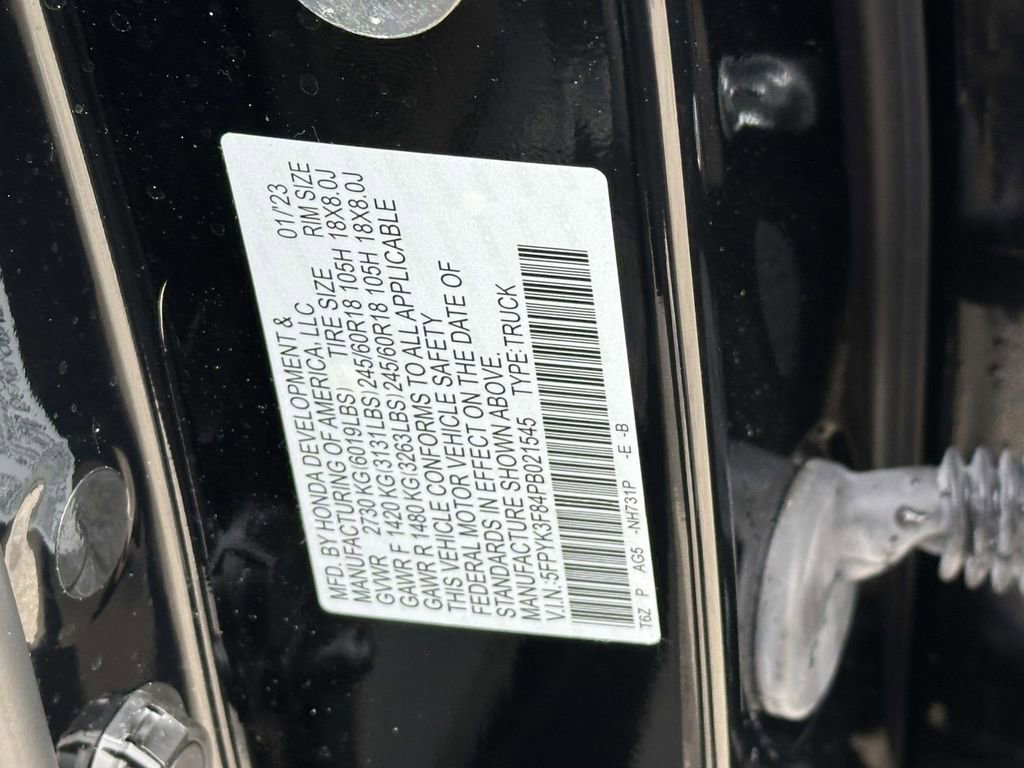 MFD. BY HONDA DEVELOPMENT &
MANUFACTURING OF AMERICA, LLC 01/23
GVWR 2730 KG(6019LBS) TIRE SIZE RIM SIZE
GAWR F 1420 KG(3131LBS) 245/60R18 105H 18X8.0J
GAWR R 1480 KG(3263LBS) 245/60R18 105H 18X8.0J
THIS VEHICLE CONFORMS TO ALL APPLICABLE
FEDERAL MOTOR VEHICLE SAFETY
STANDARDS IN EFFECT ON THE DATE OF
MANUFACTURE SHOWN ABOVE.
V.I.N.:5FPYK3F84PB021545 TYPE:TRUCK
T6Z P AG5 -NH731P -E -B